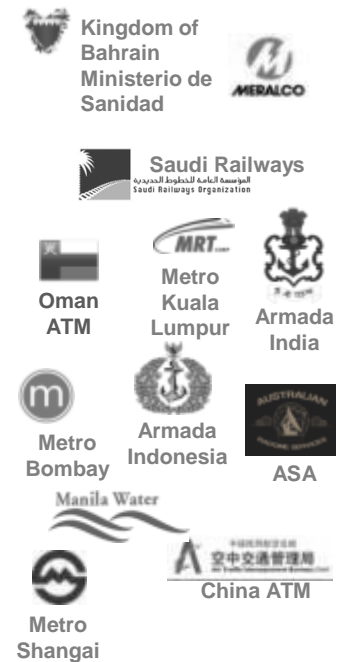 Kingdom of
Bahrain
Ministerio de
Sanidad
MERALCO
Saudi Railways
المؤسسة العامة للخطوط الحديدية
Saudi Railways Organization
MRT CORP
Metro
Kuala
Lumpur
Oman
ATM
Armada
India
m
Metro
Bombay
Armada
Indonesia
AUSTRALIAN
ASA
Manila Water
空中交通管理局
China ATM
Metro
Shangai